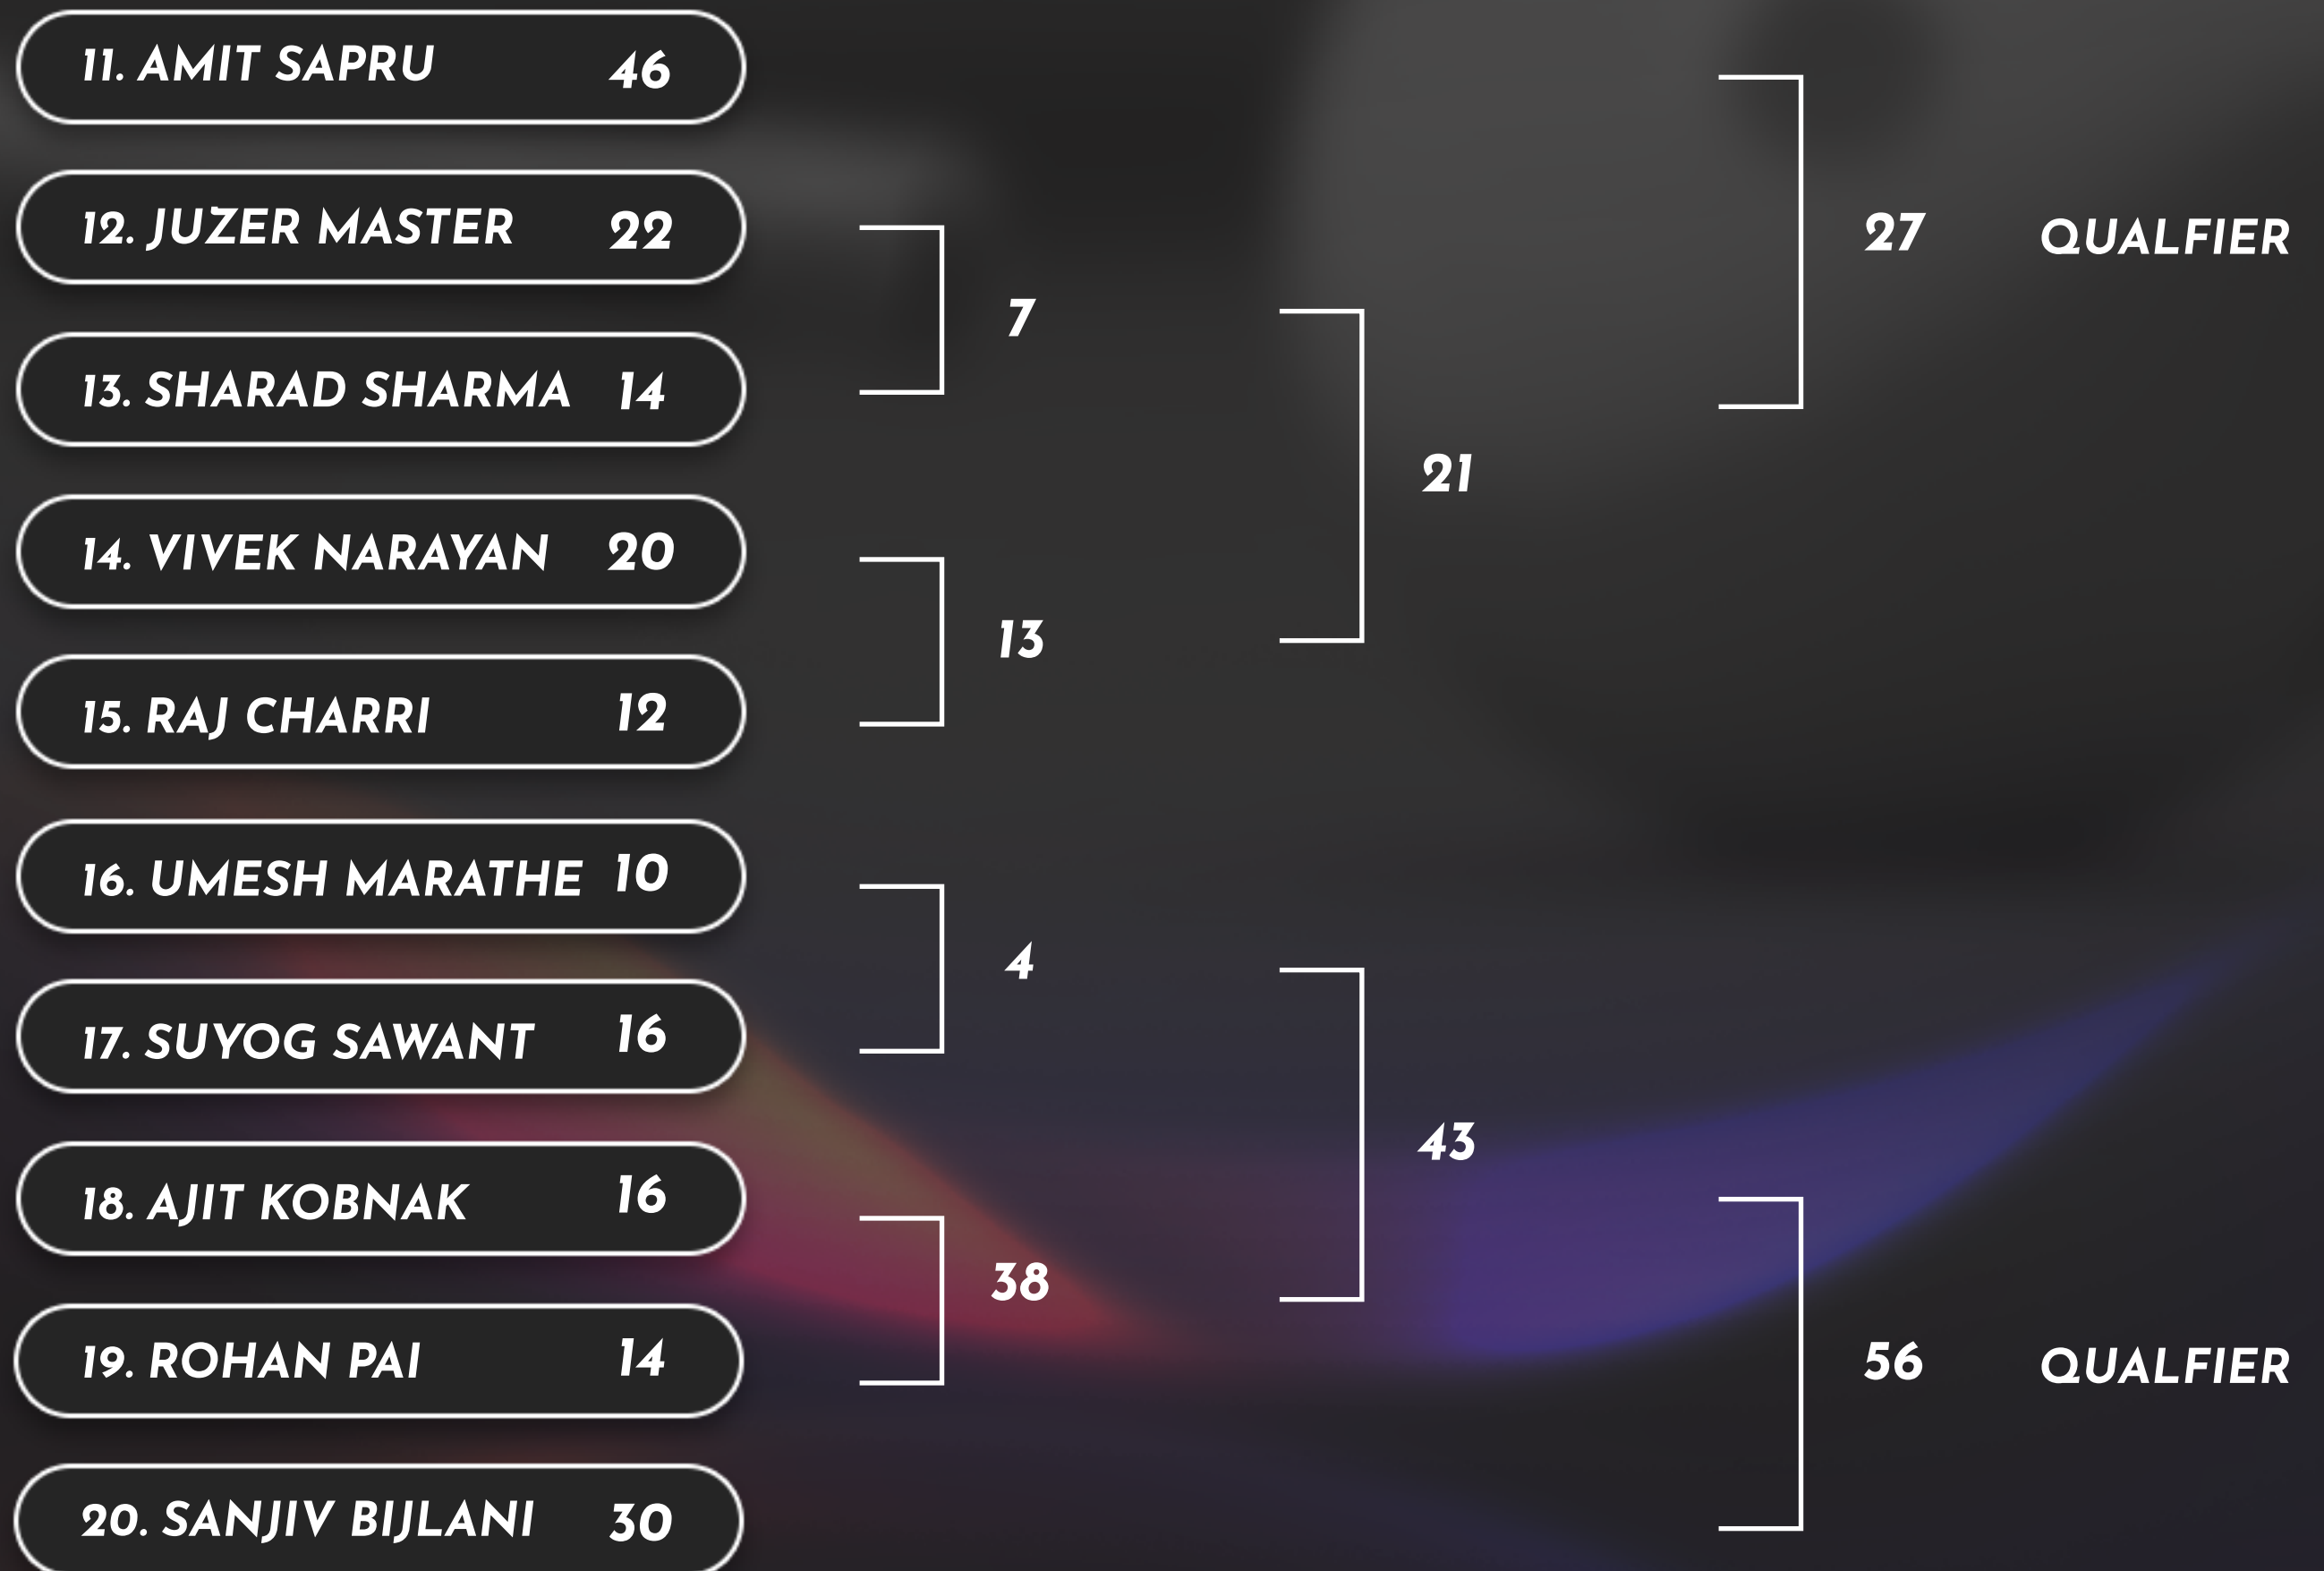 11. AMIT SAPRU 46
12. JUZER MASTER 22
27 QUALFIER
7
13. SHARAD SHARMA 14
21
14. VIVEK NARAYAN 20
13
15. RAJ CHARRI 12
16. UMESH MARATHE 10
4
17. SUYOG SAWANT 16
43
18. AJIT KOBNAK 16
38
19. ROHAN PAI 14
56 QUALFIER
20. SANJIV BIJLANI 30